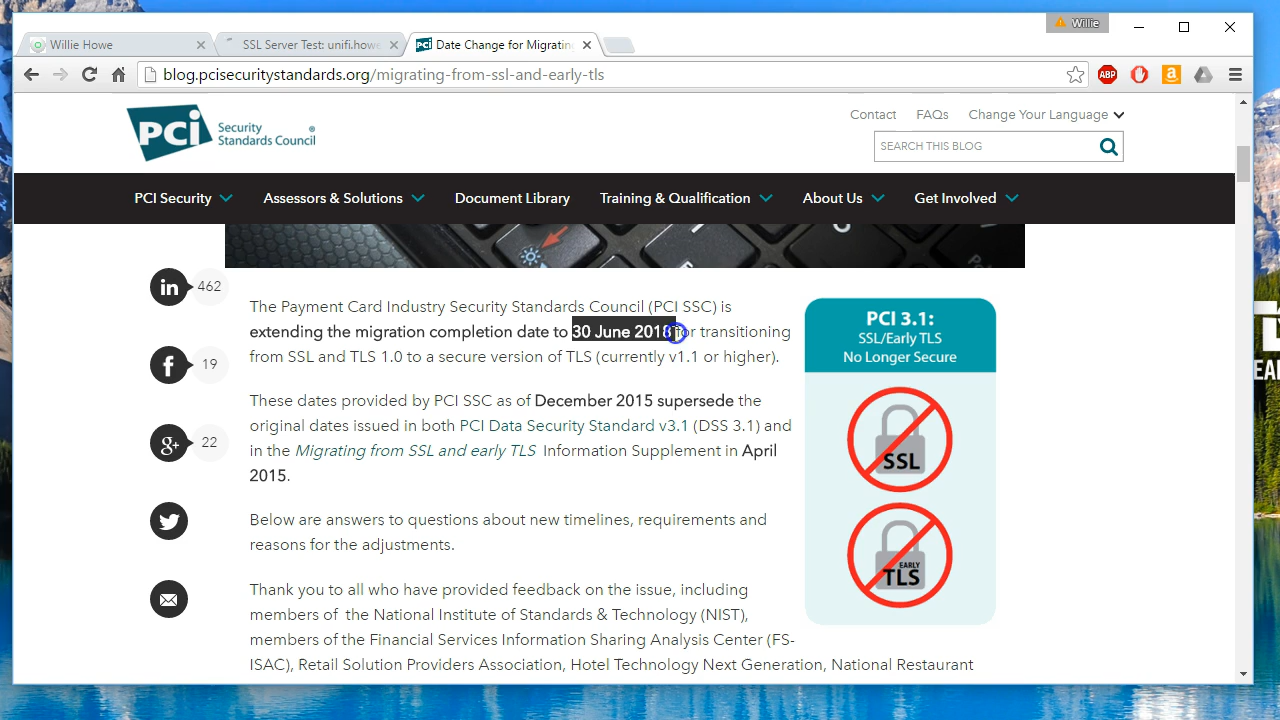 Willie
Willie Howe
SSL Server Test: unifi.howe
Date Change for Migratin
blog.pcisecuritystandards.org/migrating-from-ssl-and-early-tls
ABP
PCI Security Standards Council
Contact FAQs Change Your Language
SEARCH THIS BLOG
PCI Security Assessors & Solutions Document Library Training & Qualification About Us Get Involved
462
The Payment Card Industry Security Standards Council (PCI SSC) is
extending the migration completion date to 30 June 2018 for transitioning
from SSL and TLS 1.0 to a secure version of TLS (currently v1.1 or higher).
19
These dates provided by PCI SSC as of December 2015 supersede the
original dates issued in both PCI Data Security Standard v3.1 (DSS 3.1) and
in the Migrating from SSL and early TLS Information Supplement in April
2015.
22
Below are answers to questions about new timelines, requirements and
reasons for the adjustments.
Thank you to all who have provided feedback on the issue, including
members of the National Institute of Standards & Technology (NIST),
members of the Financial Services Information Sharing Analysis Center (FS-
ISAC), Retail Solution Providers Association, Hotel Technology Next Generation, National Restaurant
PCI 3.1:
SSL/Early TLS
No Longer Secure
SSL
EARLY
TLS